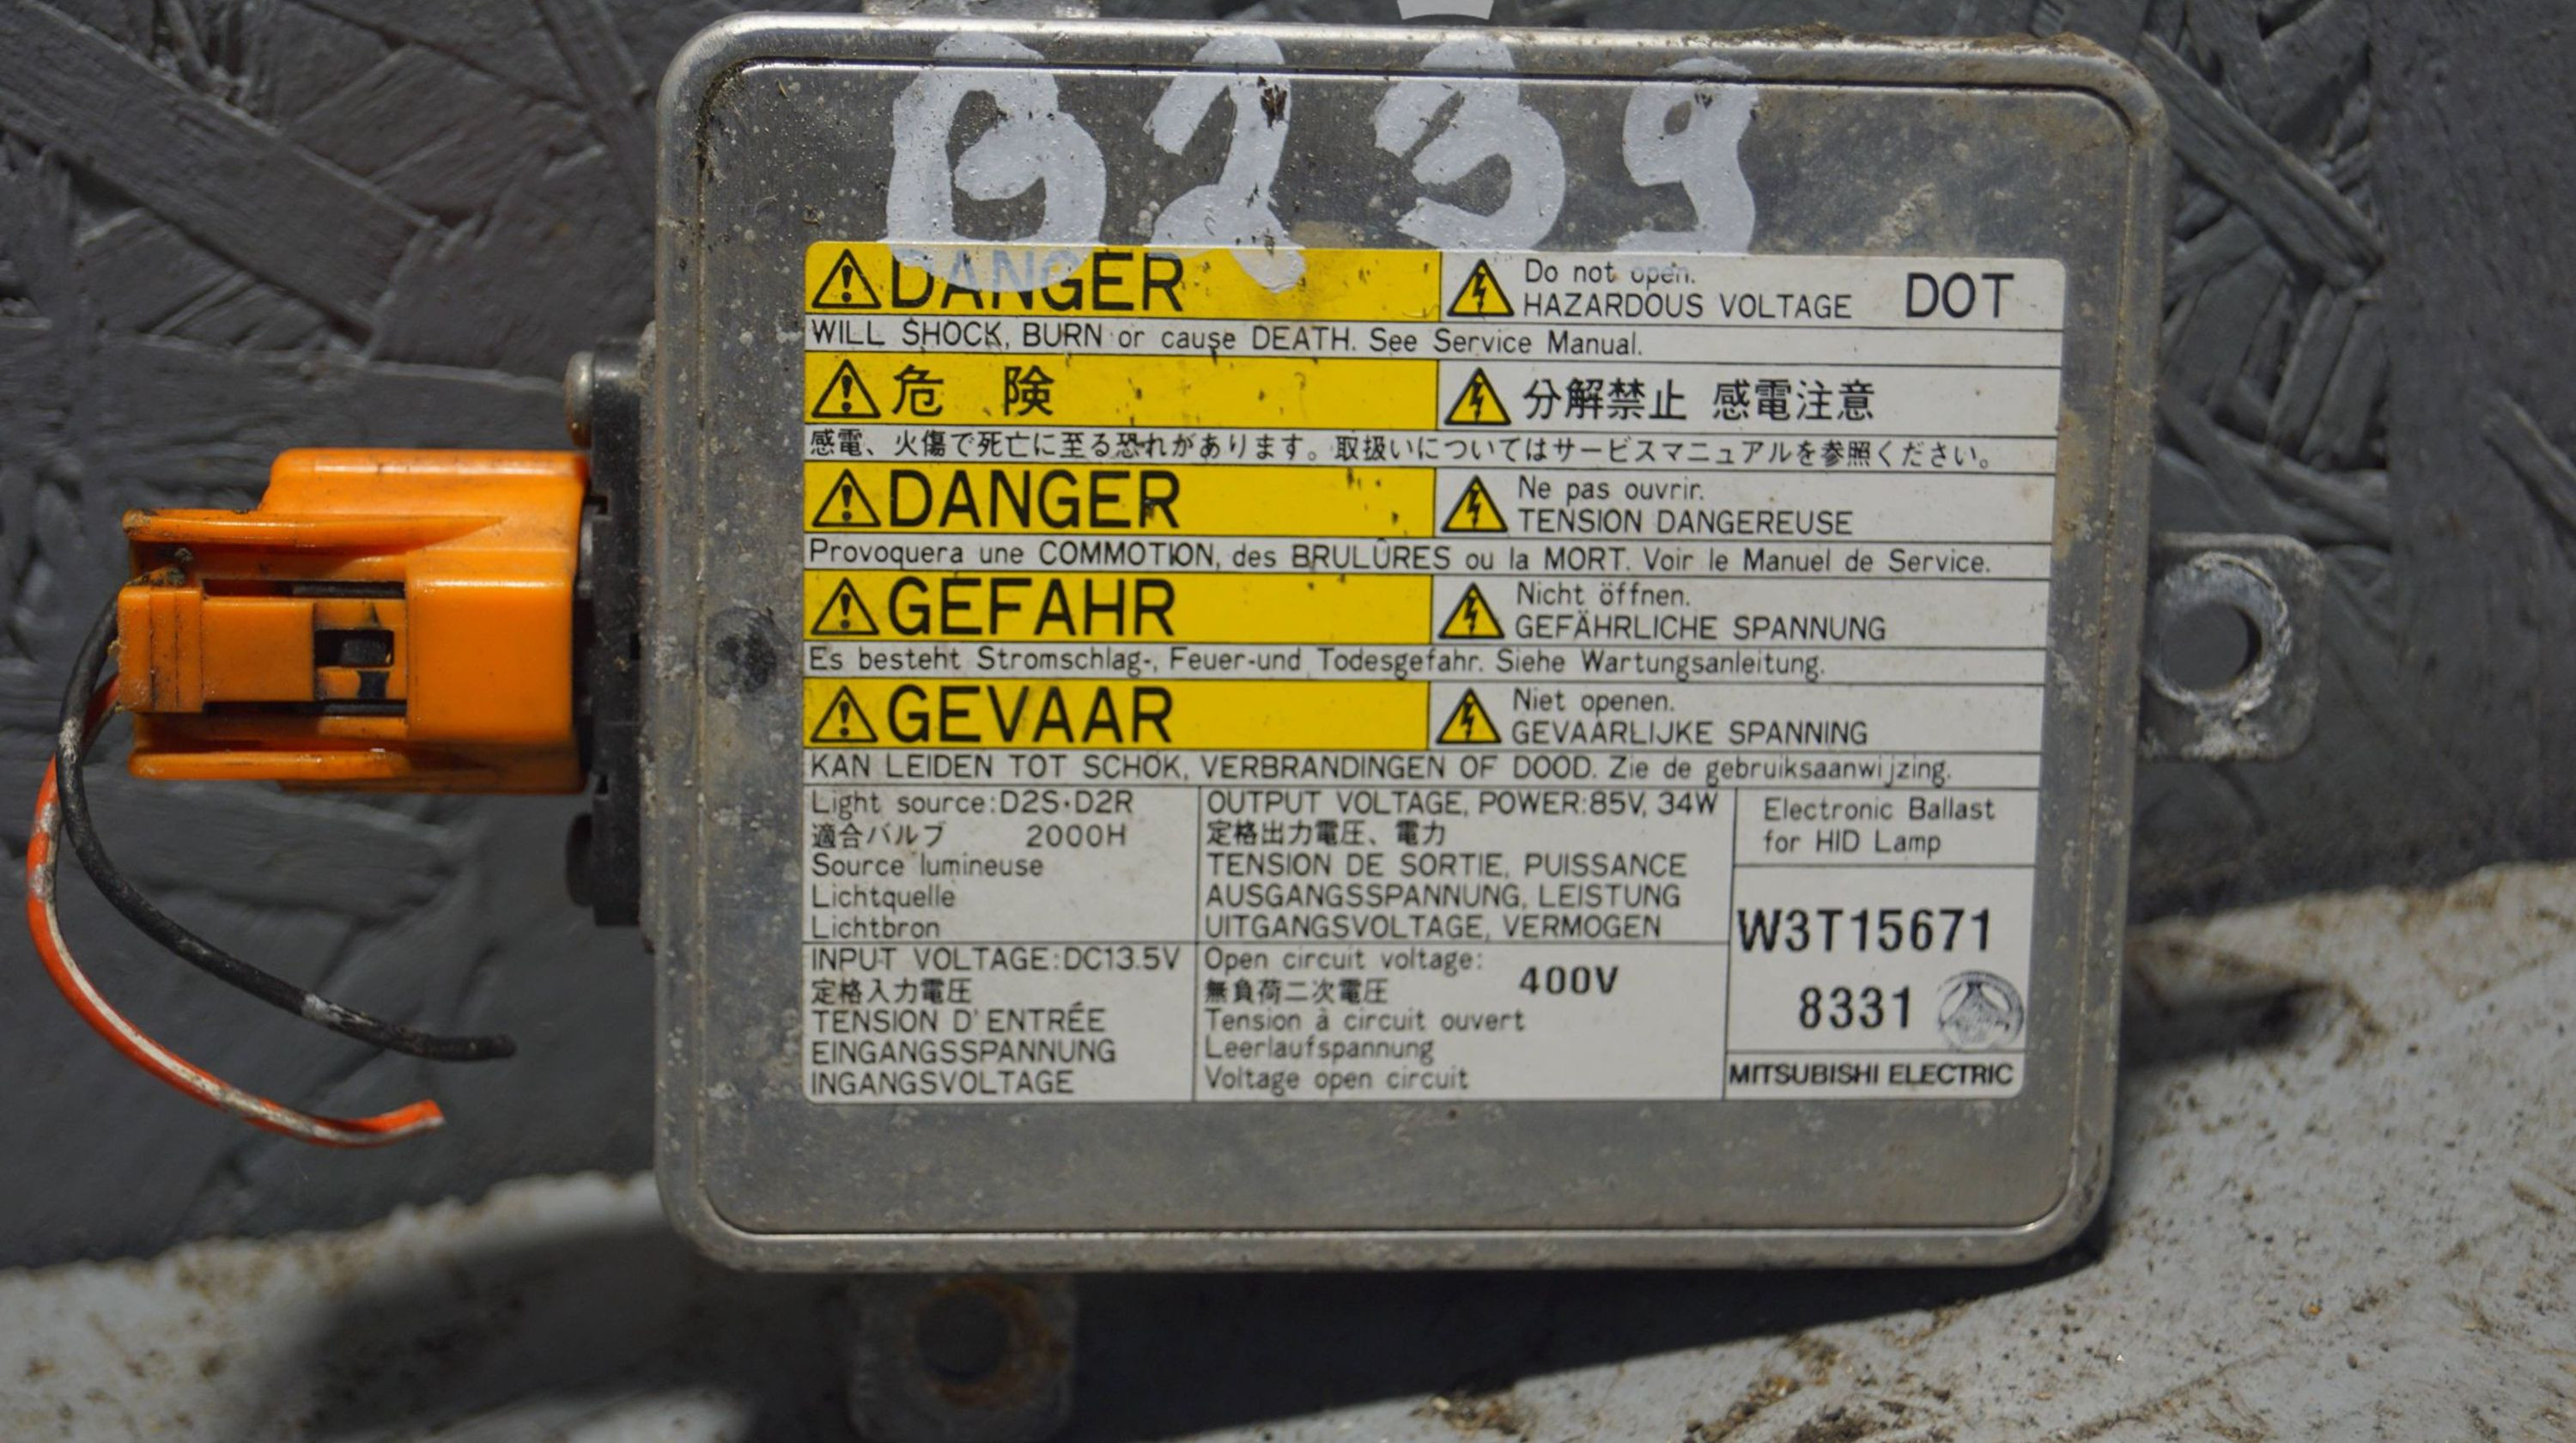 6239
DANGER Do not open. HAZARDOUS VOLTAGE DOT
WILL SHOCK, BURN or cause DEATH. See Service Manual.
危 険 分解禁止 感電注意
感電、火傷で死亡に至る恐れがあります。取扱いについてはサービスマニュアルを参照ください。
DANGER Ne pas ouvrir. TENSION DANGEREUSE
Provoquera une COMMOTION, des BRULÛRES ou la MORT. Voir le Manuel de Service.
GEFAHR Nicht öffnen. GEFÄHRLICHE SPANNUNG
Es besteht Stromschlag-, Feuer-und Todesgefahr. Siehe Wartungsanleitung.
GEVAAR Niet openen. GEVAARLIJKE SPANNING
KAN LEIDEN TOT SCHOK, VERBRANDINGEN OF DOOD. Zie de gebruiksaanwijzing.
Light source:D2S·D2R
適合バルブ 2000H
Source lumineuse
Lichtquelle
Lichtbron
OUTPUT VOLTAGE, POWER:85V, 34W
定格出力電圧、電力
TENSION DE SORTIE, PUISSANCE
AUSGANGSSPANNUNG, LEISTUNG
UITGANGSVOLTAGE, VERMOGEN
Electronic Ballast
for HID Lamp
INPUT VOLTAGE:DC13.5V
定格入力電圧
TENSION D'ENTRÉE
EINGANGSSPANNUNG
INGANGSVOLTAGE
Open circuit voltage: 400V
無負荷二次電圧
Tension à circuit ouvert
Leerlaufspannung
Voltage open circuit
W3T15671
8331
MITSUBISHI ELECTRIC